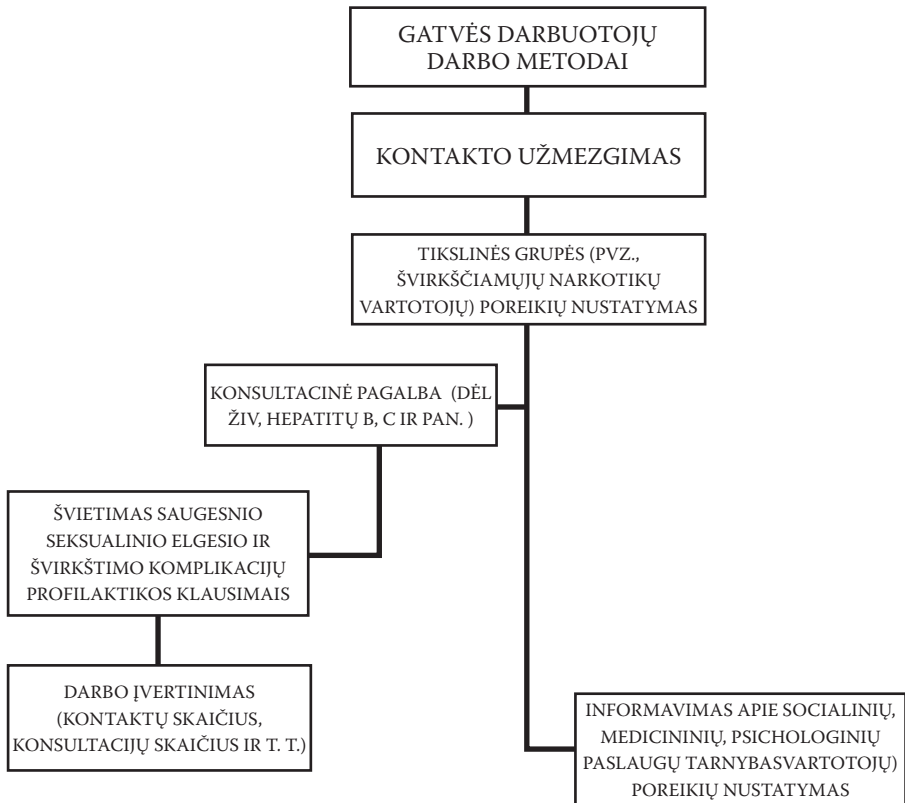 GATVĖS DARBUOTOJŲ
DARBO METODAI
KONTAKTO UŽMEZGIMAS
TIKSLINĖS GRUPĖS (PVZ.,
ŠVIRKŠČIAMŲJŲ NARKOTIKŲ
VARTOTOJŲ) POREIKIŲ NUSTATYMAS
KONSULTACINĖ PAGALBA (DĖL
ŽIV, HEPATITŲ B, C IR PAN. )
ŠVIETIMAS SAUGESNIO
SEKSUALINIO ELGESIO IR
ŠVIRKŠTIMO KOMPLIKACIJŲ
PROFILAKTIKOS KLAUSIMAIS
DARBO ĮVERTINIMAS
(KONTAKTŲ SKAIČIUS,
KONSULTACIJŲ SKAIČIUS IR T. T.)
INFORMAVIMAS APIE SOCIALINIŲ,
MEDICININIŲ, PSICHOLOGINIŲ
PASLAUGŲ TARNYBASVARTOTOJŲ)
POREIKIŲ NUSTATYMAS